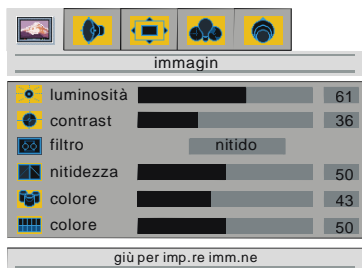 immagin
luminosità 61
contrast 36
filtro nitido
nitidezza 50
colore 43
colore 50
giù per imp.re imm.ne